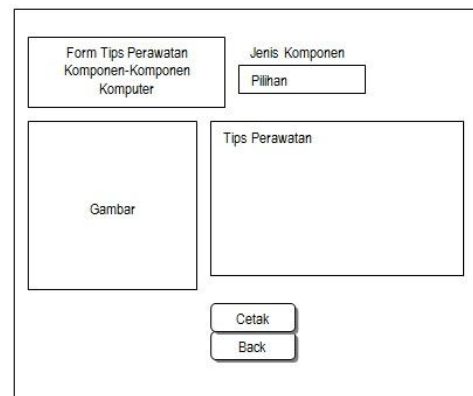 Form Tips Perawatan
Komponen-Komponen
Komputer
Jenis Komponen
Pilihan
Gambar
Tips Perawatan
Cetak
Back